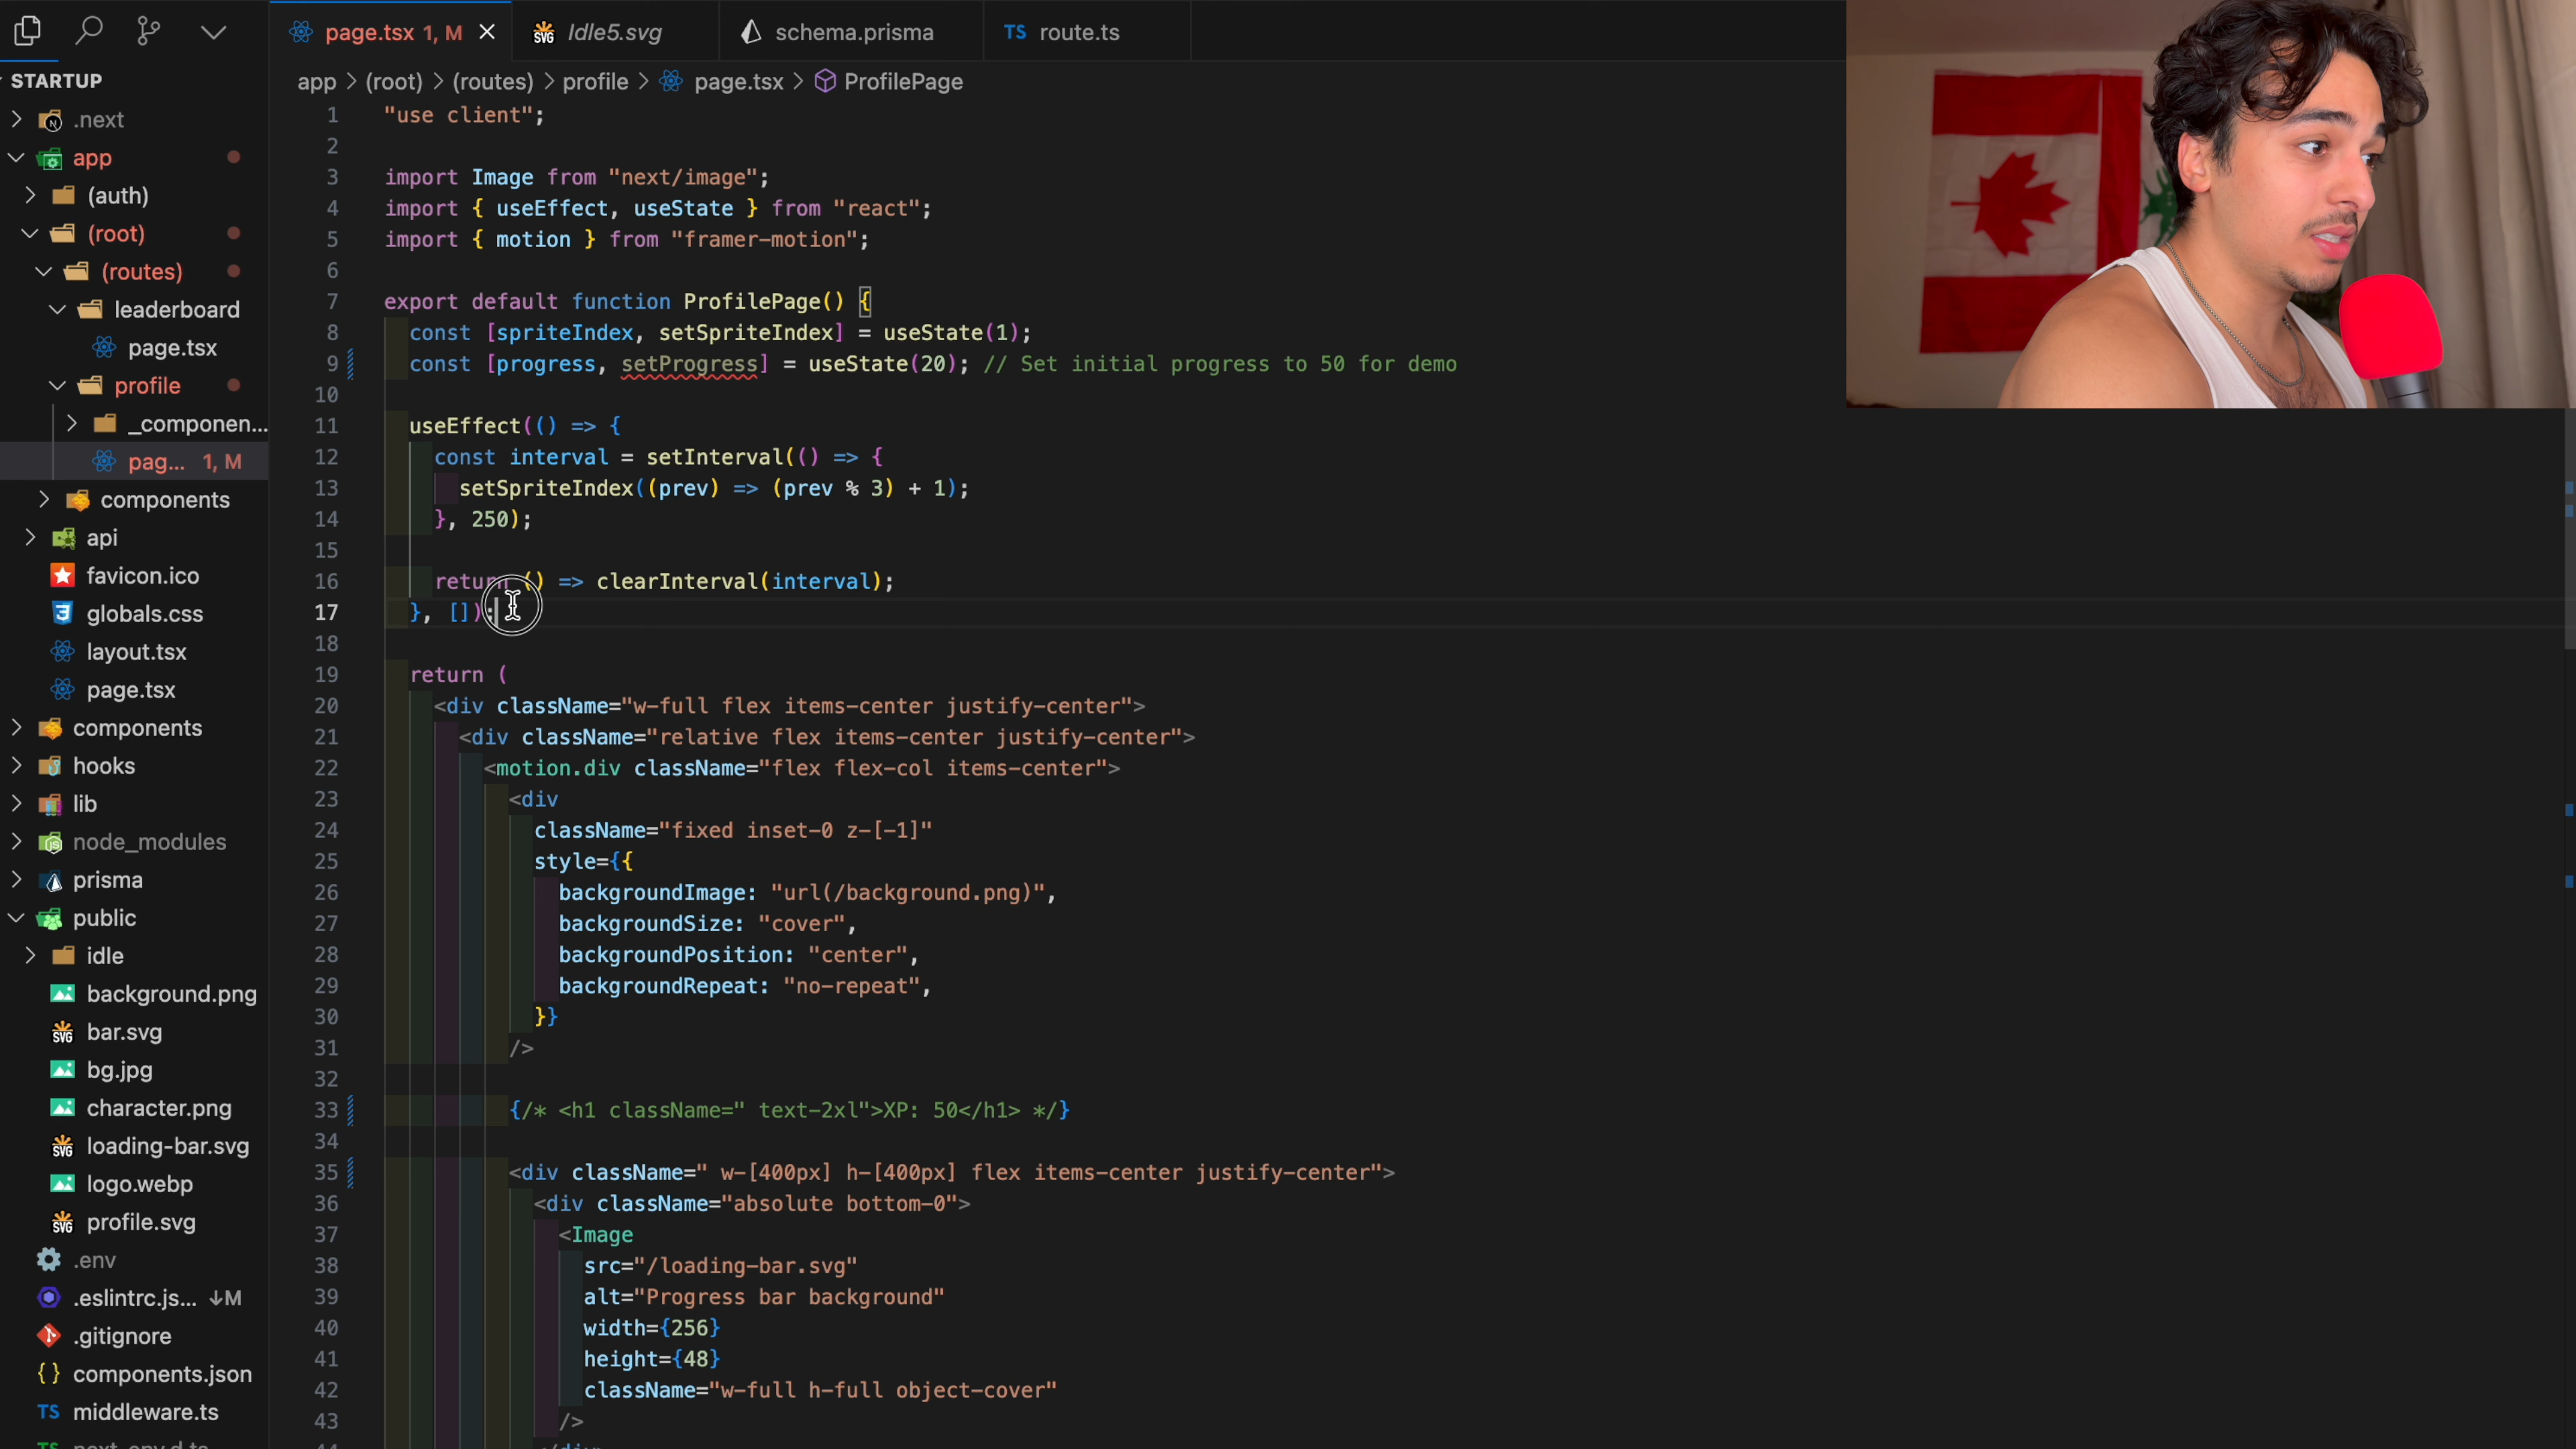 page.tsx 1, M
Idle5.svg
schema.prisma
TS route.ts
STARTUP
app > (root) > (routes) > profile > page.tsx > ProfilePage
.next
app
(auth)
(root)
(routes)
leaderboard
page.tsx
profile
_componen...
pag... 1, M
components
api
favicon.ico
globals.css
layout.tsx
page.tsx
components
hooks
lib
node_modules
prisma
public
idle
background.png
bar.svg
bg.jpg
character.png
loading-bar.svg
logo.webp
profile.svg
.env
.eslintrc.js... ↓M
.gitignore
{} components.json
TS middleware.ts
1 "use client";
2
3 import Image from "next/image";
4 import { useEffect, useState } from "react";
5 import { motion } from "framer-motion";
6
7 export default function ProfilePage() {
8 const [spriteIndex, setSpriteIndex] = useState(1);
9 const [progress, setProgress] = useState(20); // Set initial progress to 50 for demo
10
11 useEffect(() => {
12 const interval = setInterval(() => {
13 setSpriteIndex((prev) => (prev % 3) + 1);
14 }, 250);
15
16 return () => clearInterval(interval);
17 }, []);
18
19 return (
20 <div className="w-full flex items-center justify-center">
21 <div className="relative flex items-center justify-center">
22 <motion.div className="flex flex-col items-center">
23 <div
24 className="fixed inset-0 z-[-1]"
25 style={{
26 backgroundImage: "url(/background.png)",
27 backgroundSize: "cover",
28 backgroundPosition: "center",
29 backgroundRepeat: "no-repeat",
30 }}
31 />
32
33 {/* <h1 className=" text-2xl">XP: 50</h1> */}
34
35 <div className=" w-[400px] h-[400px] flex items-center justify-center">
36 <div className="absolute bottom-0">
37 <Image
38 src="/loading-bar.svg"
39 alt="Progress bar background"
40 width={256}
41 height={48}
42 className="w-full h-full object-cover"
43 />